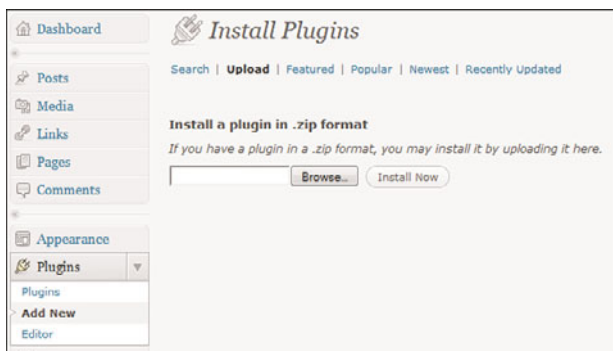 Dashboard
Posts
Media
Links
Pages
Comments
Appearance
Plugins
Plugins
Add New
Editor
Install Plugins
Search | Upload | Featured | Popular | Newest | Recently Updated
Install a plugin in .zip format
If you have a plugin in a .zip format, you may install it by uploading it here.
Browse... Install Now